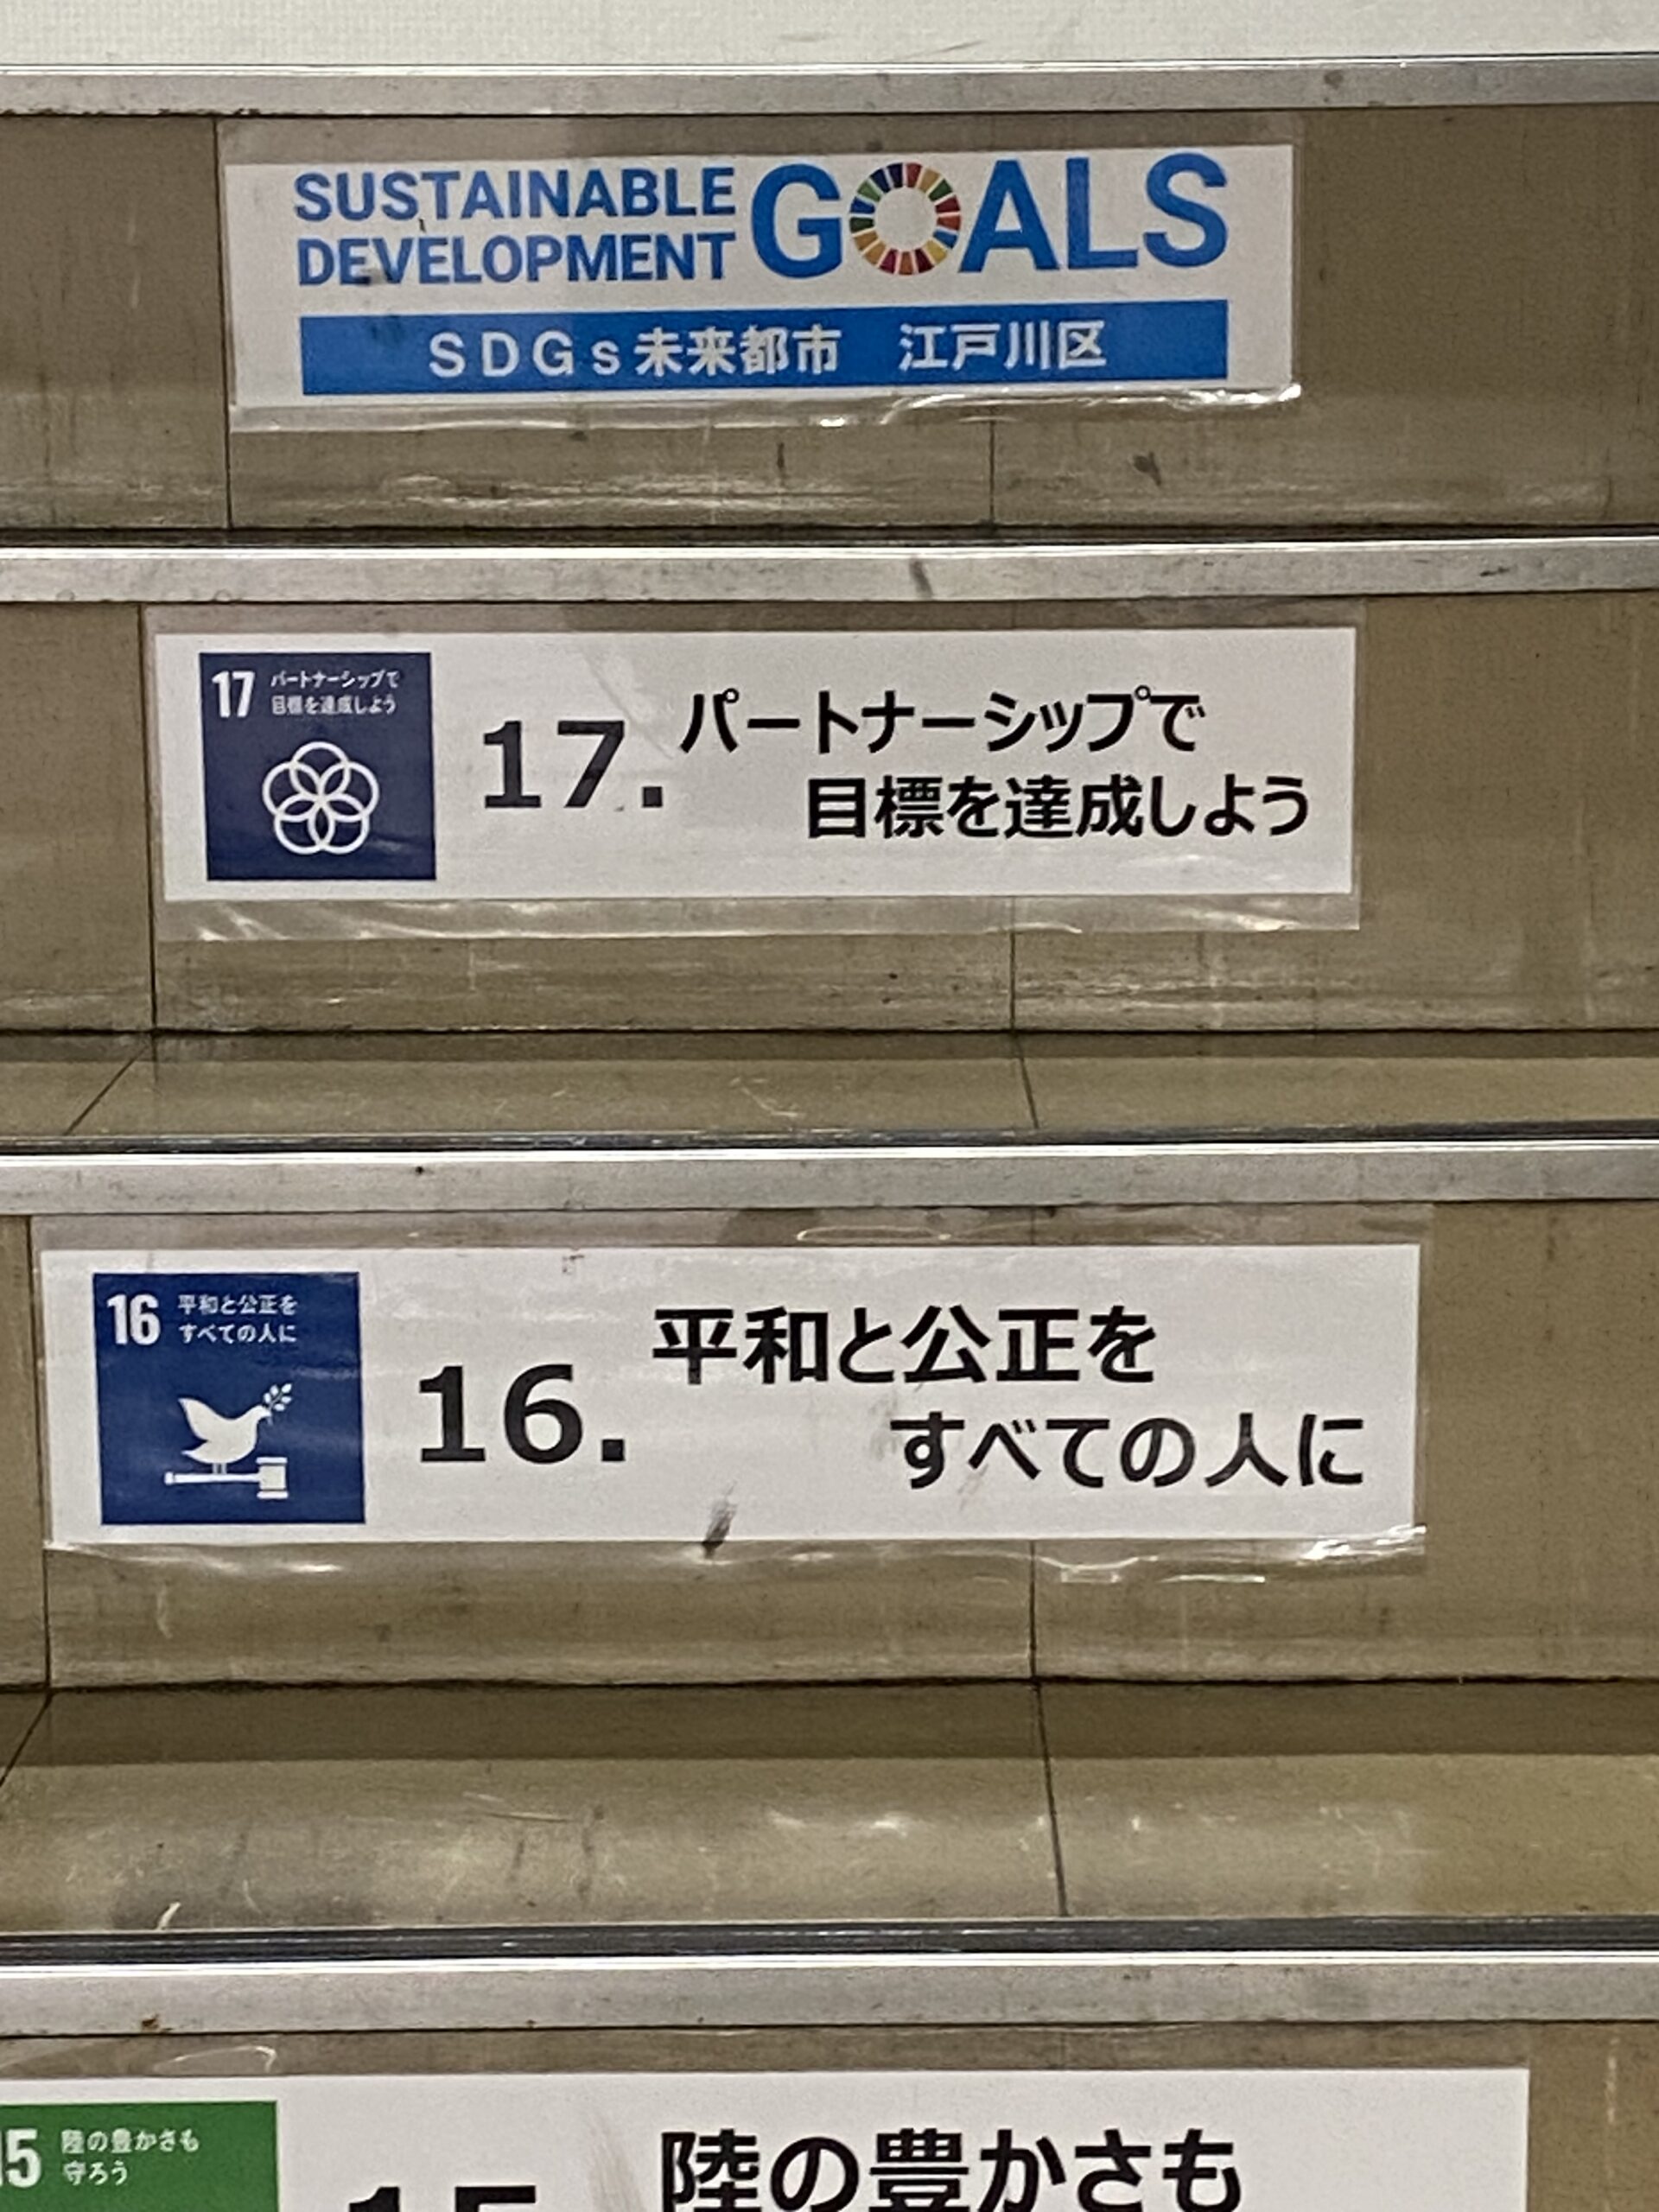 SUSTAINABLE
DEVELOPMENT
GOALS
SDGs未来都市　江戸川区
17 パートナーシップで
目標を達成しよう
17. パートナーシップで
目標を達成しよう
16 平和と公正を
すべての人に
16. 平和と公正を
すべての人に
15 陸の豊かさも
守ろう
15 陸の豊かさも